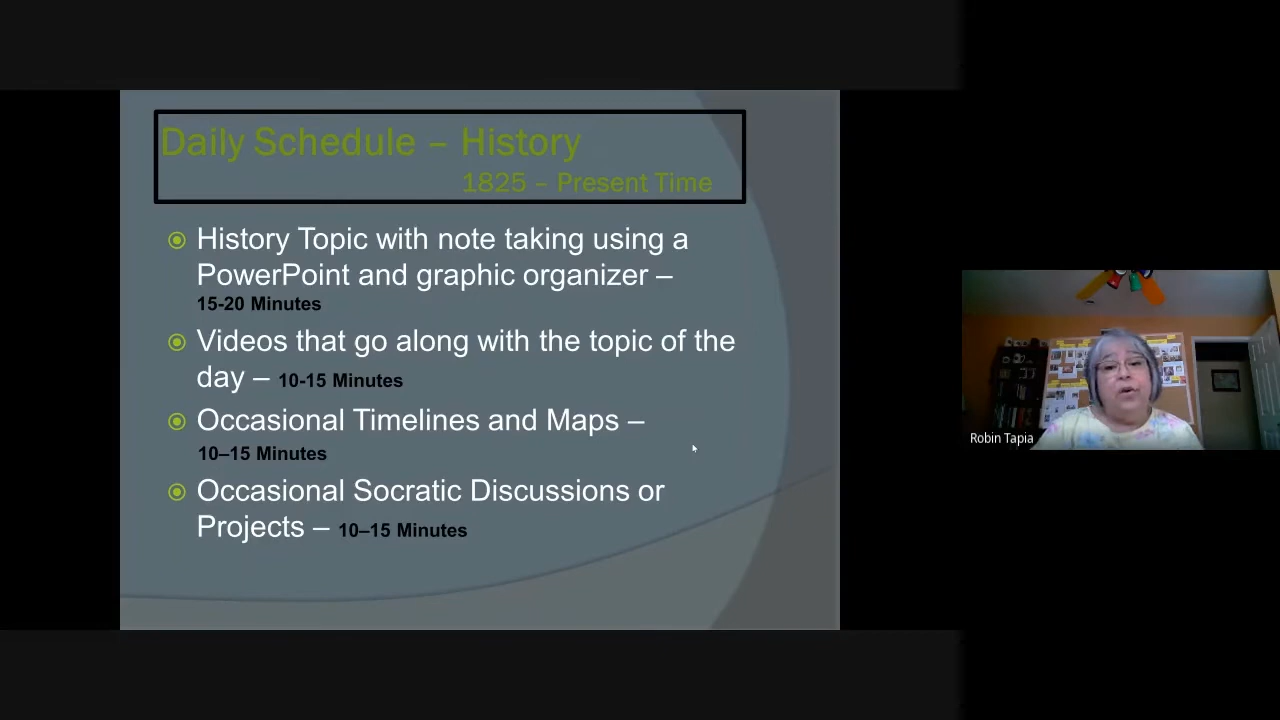 Daily Schedule – History
1825 – Present Time
History Topic with note taking using a
PowerPoint and graphic organizer –
15-20 Minutes
Videos that go along with the topic of the
day – 10-15 Minutes
Occasional Timelines and Maps –
10–15 Minutes
Occasional Socratic Discussions or
Projects – 10–15 Minutes
Robin Tapia